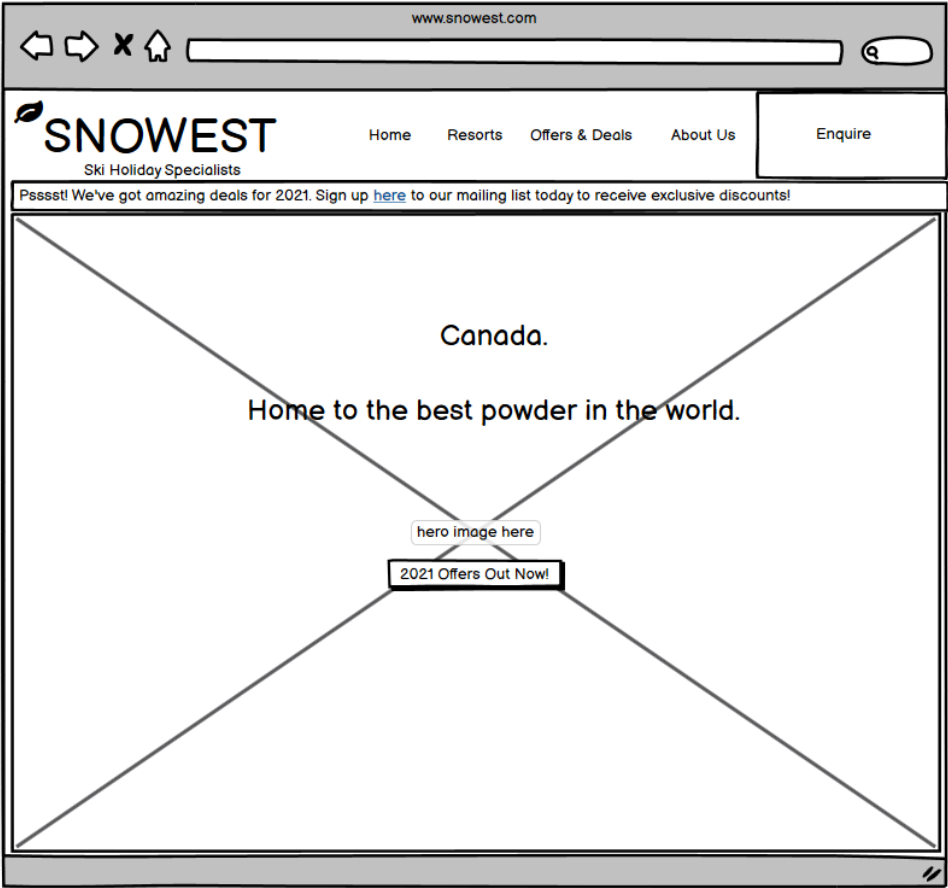 www.snowest.com
SNOWEST
Ski Holiday Specialists
Home Resorts Offers & Deals About Us Enquire
Psssst! We've got amazing deals for 2021. Sign up here to our mailing list today to receive exclusive discounts!
Canada.
Home to the best powder in the world.
hero image here
2021 Offers Out Now!